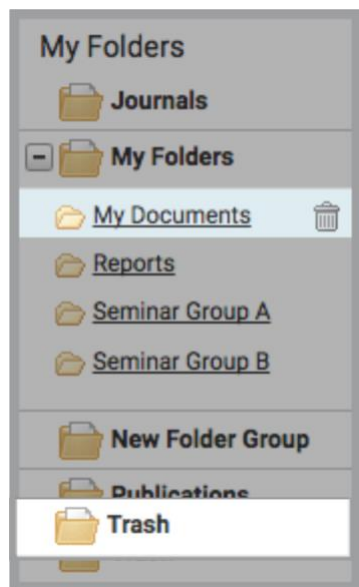 My Folders
Journals
My Folders
My Documents
Reports
Seminar Group A
Seminar Group B
New Folder Group
Publications
Trash